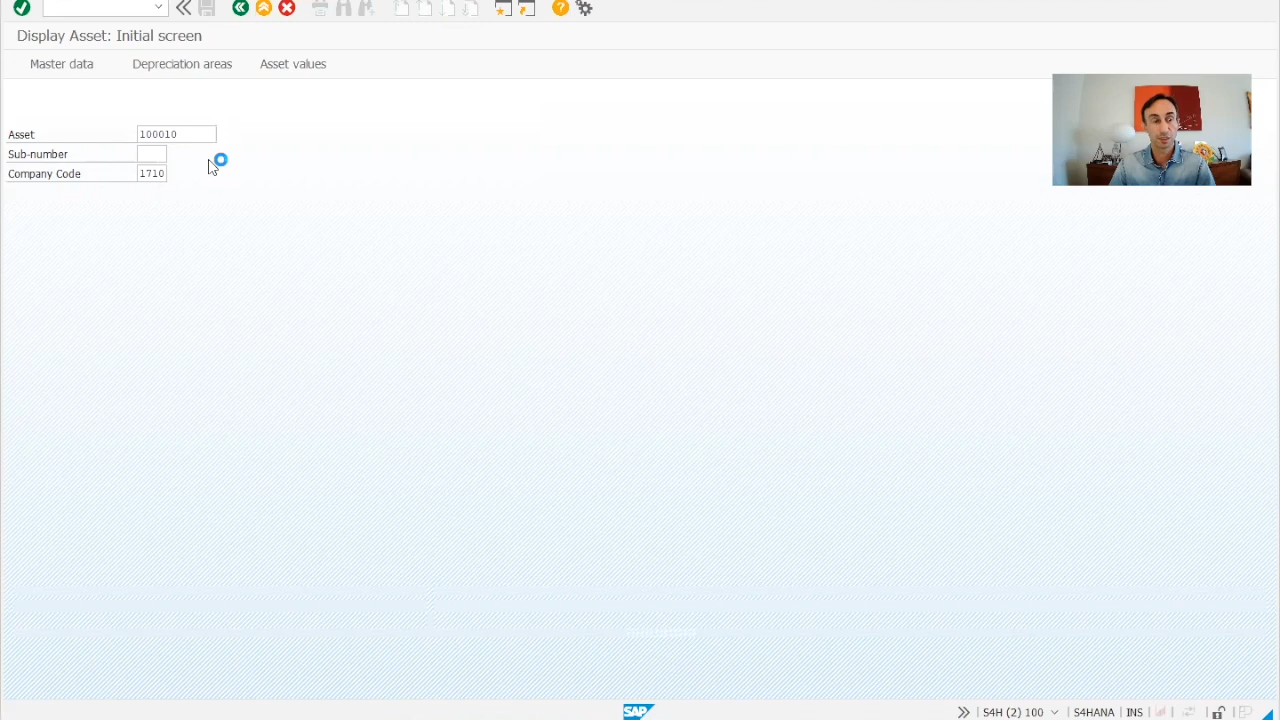 Display Asset: Initial screen
Master data Depreciation areas Asset values
Asset 100010
Sub-number
Company Code 1710
SAP S4H (2) 100 S4HANA INS